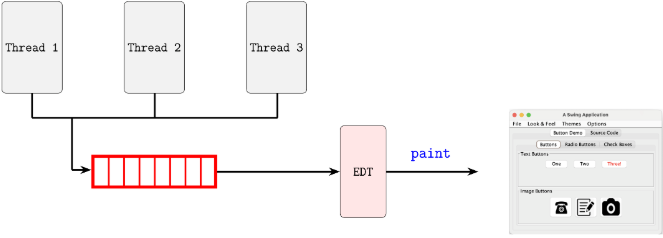 Thread 1
Thread 2
Thread 3
EDT
paint
A Swing Application
File Look & Feel Themes Options
Button Demo Source Code
Buttons Radio Buttons Check Boxes
Text Buttons
One Two Three!
Image Buttons